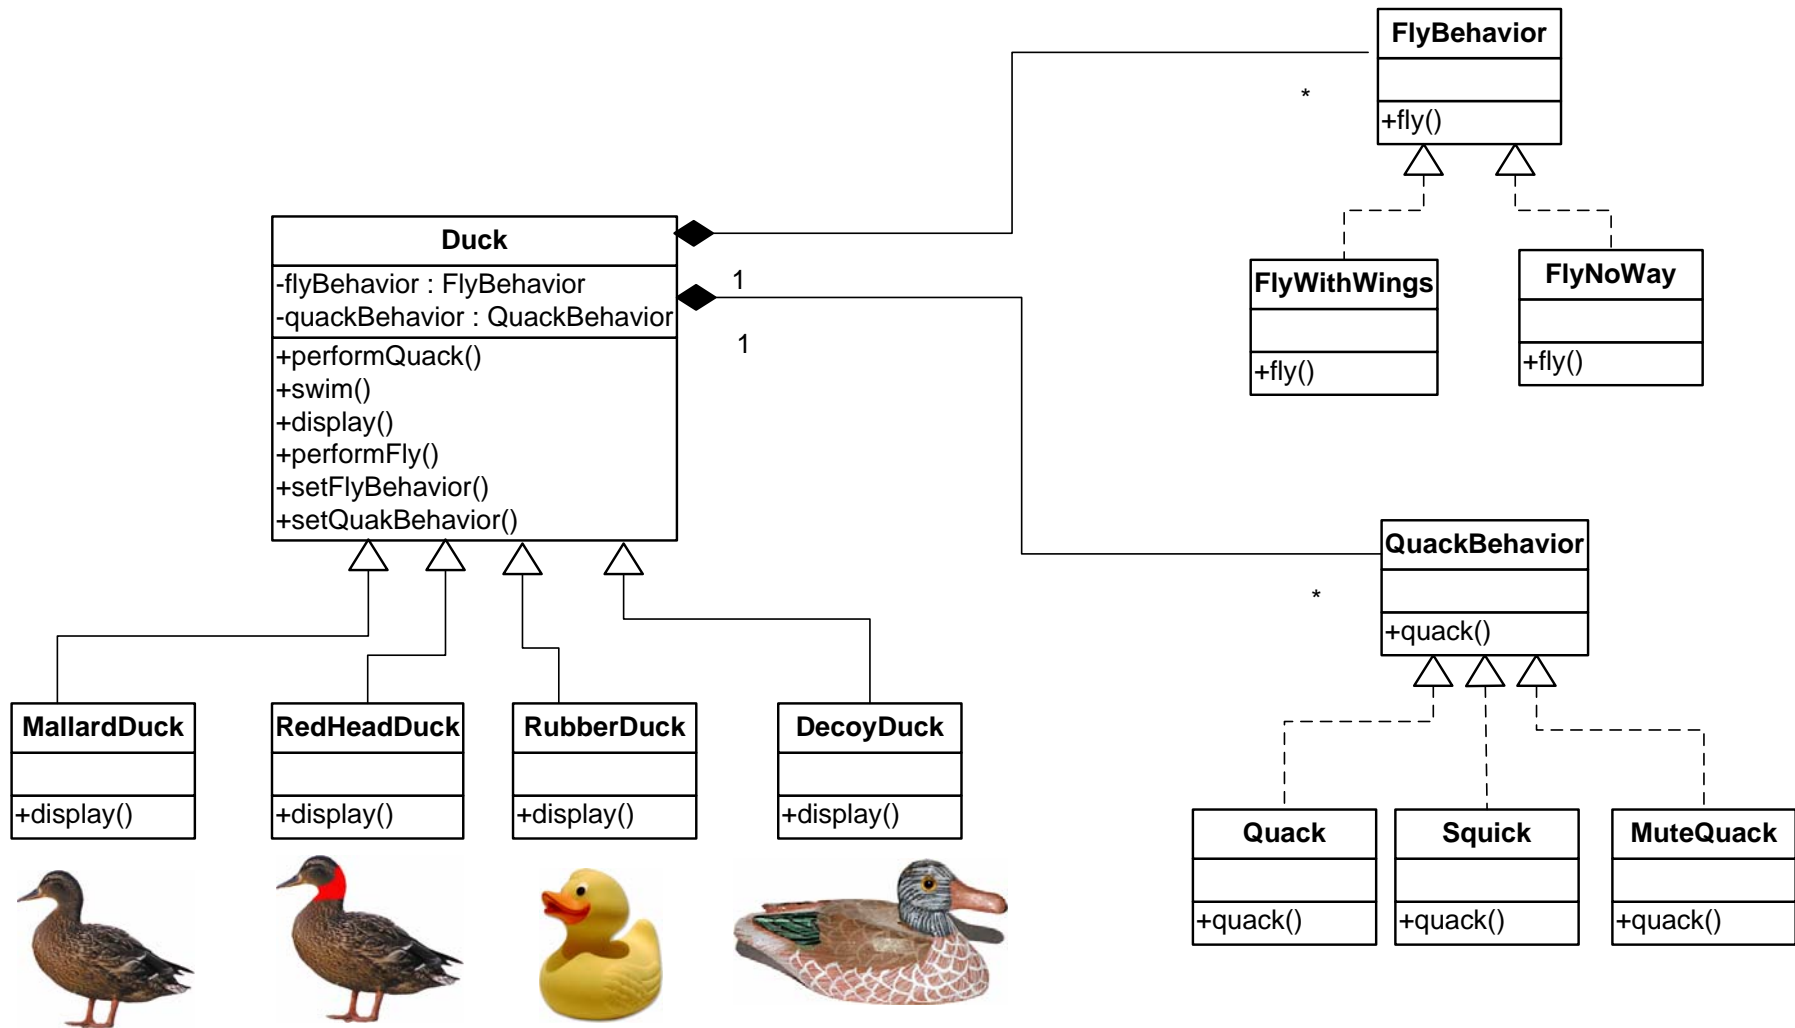 FlyBehavior
+fly()
*
FlyWithWings
+fly()
FlyNoWay
+fly()
Duck
-flyBehavior : FlyBehavior
-quackBehavior : QuackBehavior
+performQuack()
+swim()
+display()
+performFly()
+setFlyBehavior()
+setQuakBehavior()
1
1
QuackBehavior
+quack()
*
MallardDuck
+display()
RedHeadDuck
+display()
RubberDuck
+display()
DecoyDuck
+display()
Quack
+quack()
Squick
+quack()
MuteQuack
+quack()